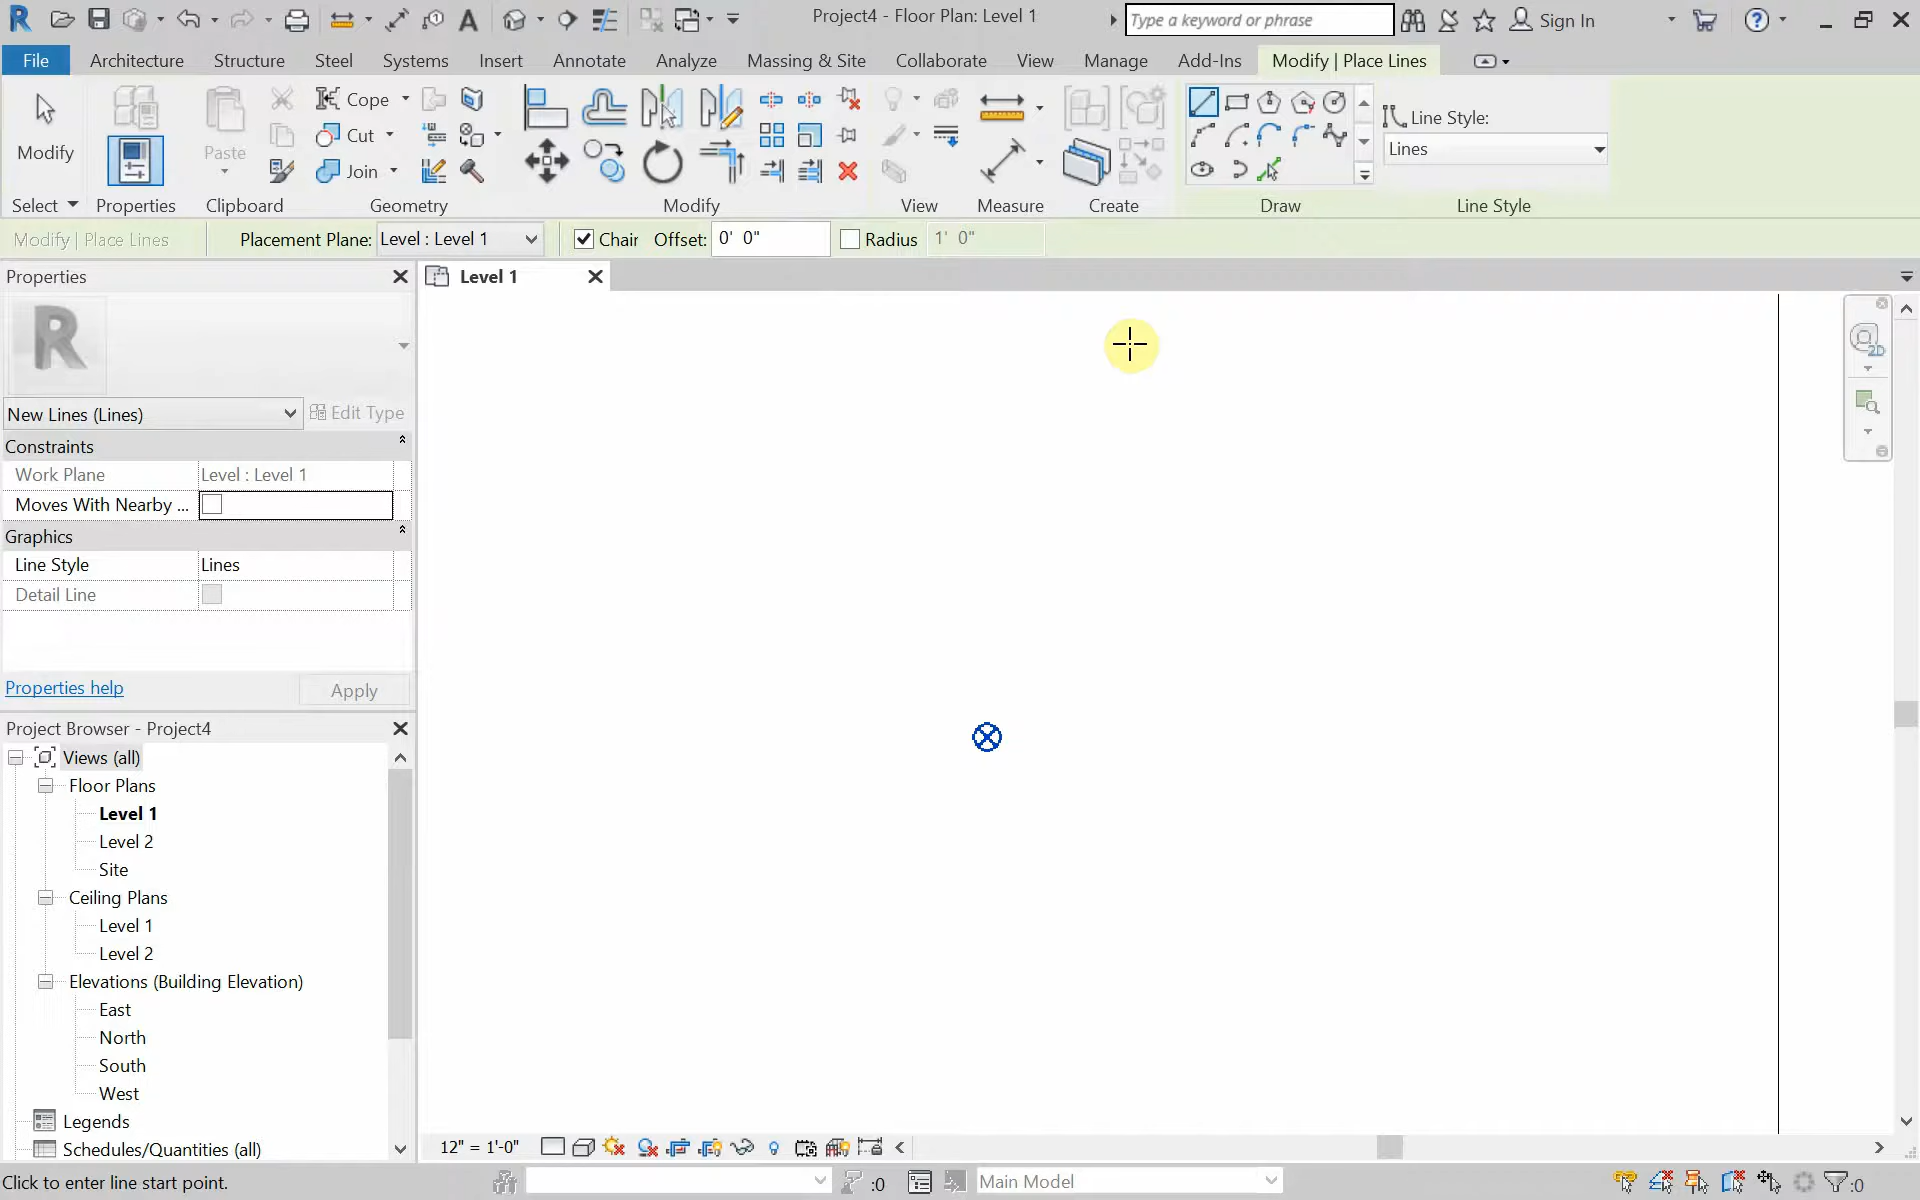 Project4 - Floor Plan: Level 1
Type a keyword or phrase
Sign In
File Architecture Structure Steel Systems Insert Annotate Analyze Massing & Site Collaborate View Manage Add-Ins Modify | Place Lines
Modify
Paste
Cope
Cut
Join
Line Style:
Lines
Select Properties Clipboard Geometry Modify View Measure Create Draw Line Style
Modify | Place Lines
Placement Plane: Level : Level 1
Chair Offset: 0' 0"
Radius 1' 0"
Properties
Level 1
R
New Lines (Lines)
Edit Type
Constraints
Work Plane Level : Level 1
Moves With Nearby ...
Graphics
Line Style Lines
Detail Line
Properties help
Apply
2D
Project Browser - Project4
Views (all)
Floor Plans
Level 1
Level 2
Site
Ceiling Plans
Level 1
Level 2
Elevations (Building Elevation)
East
North
South
West
Legends
Schedules/Quantities (all)
12" = 1'-0"
Click to enter line start point.
:0
Main Model
:0